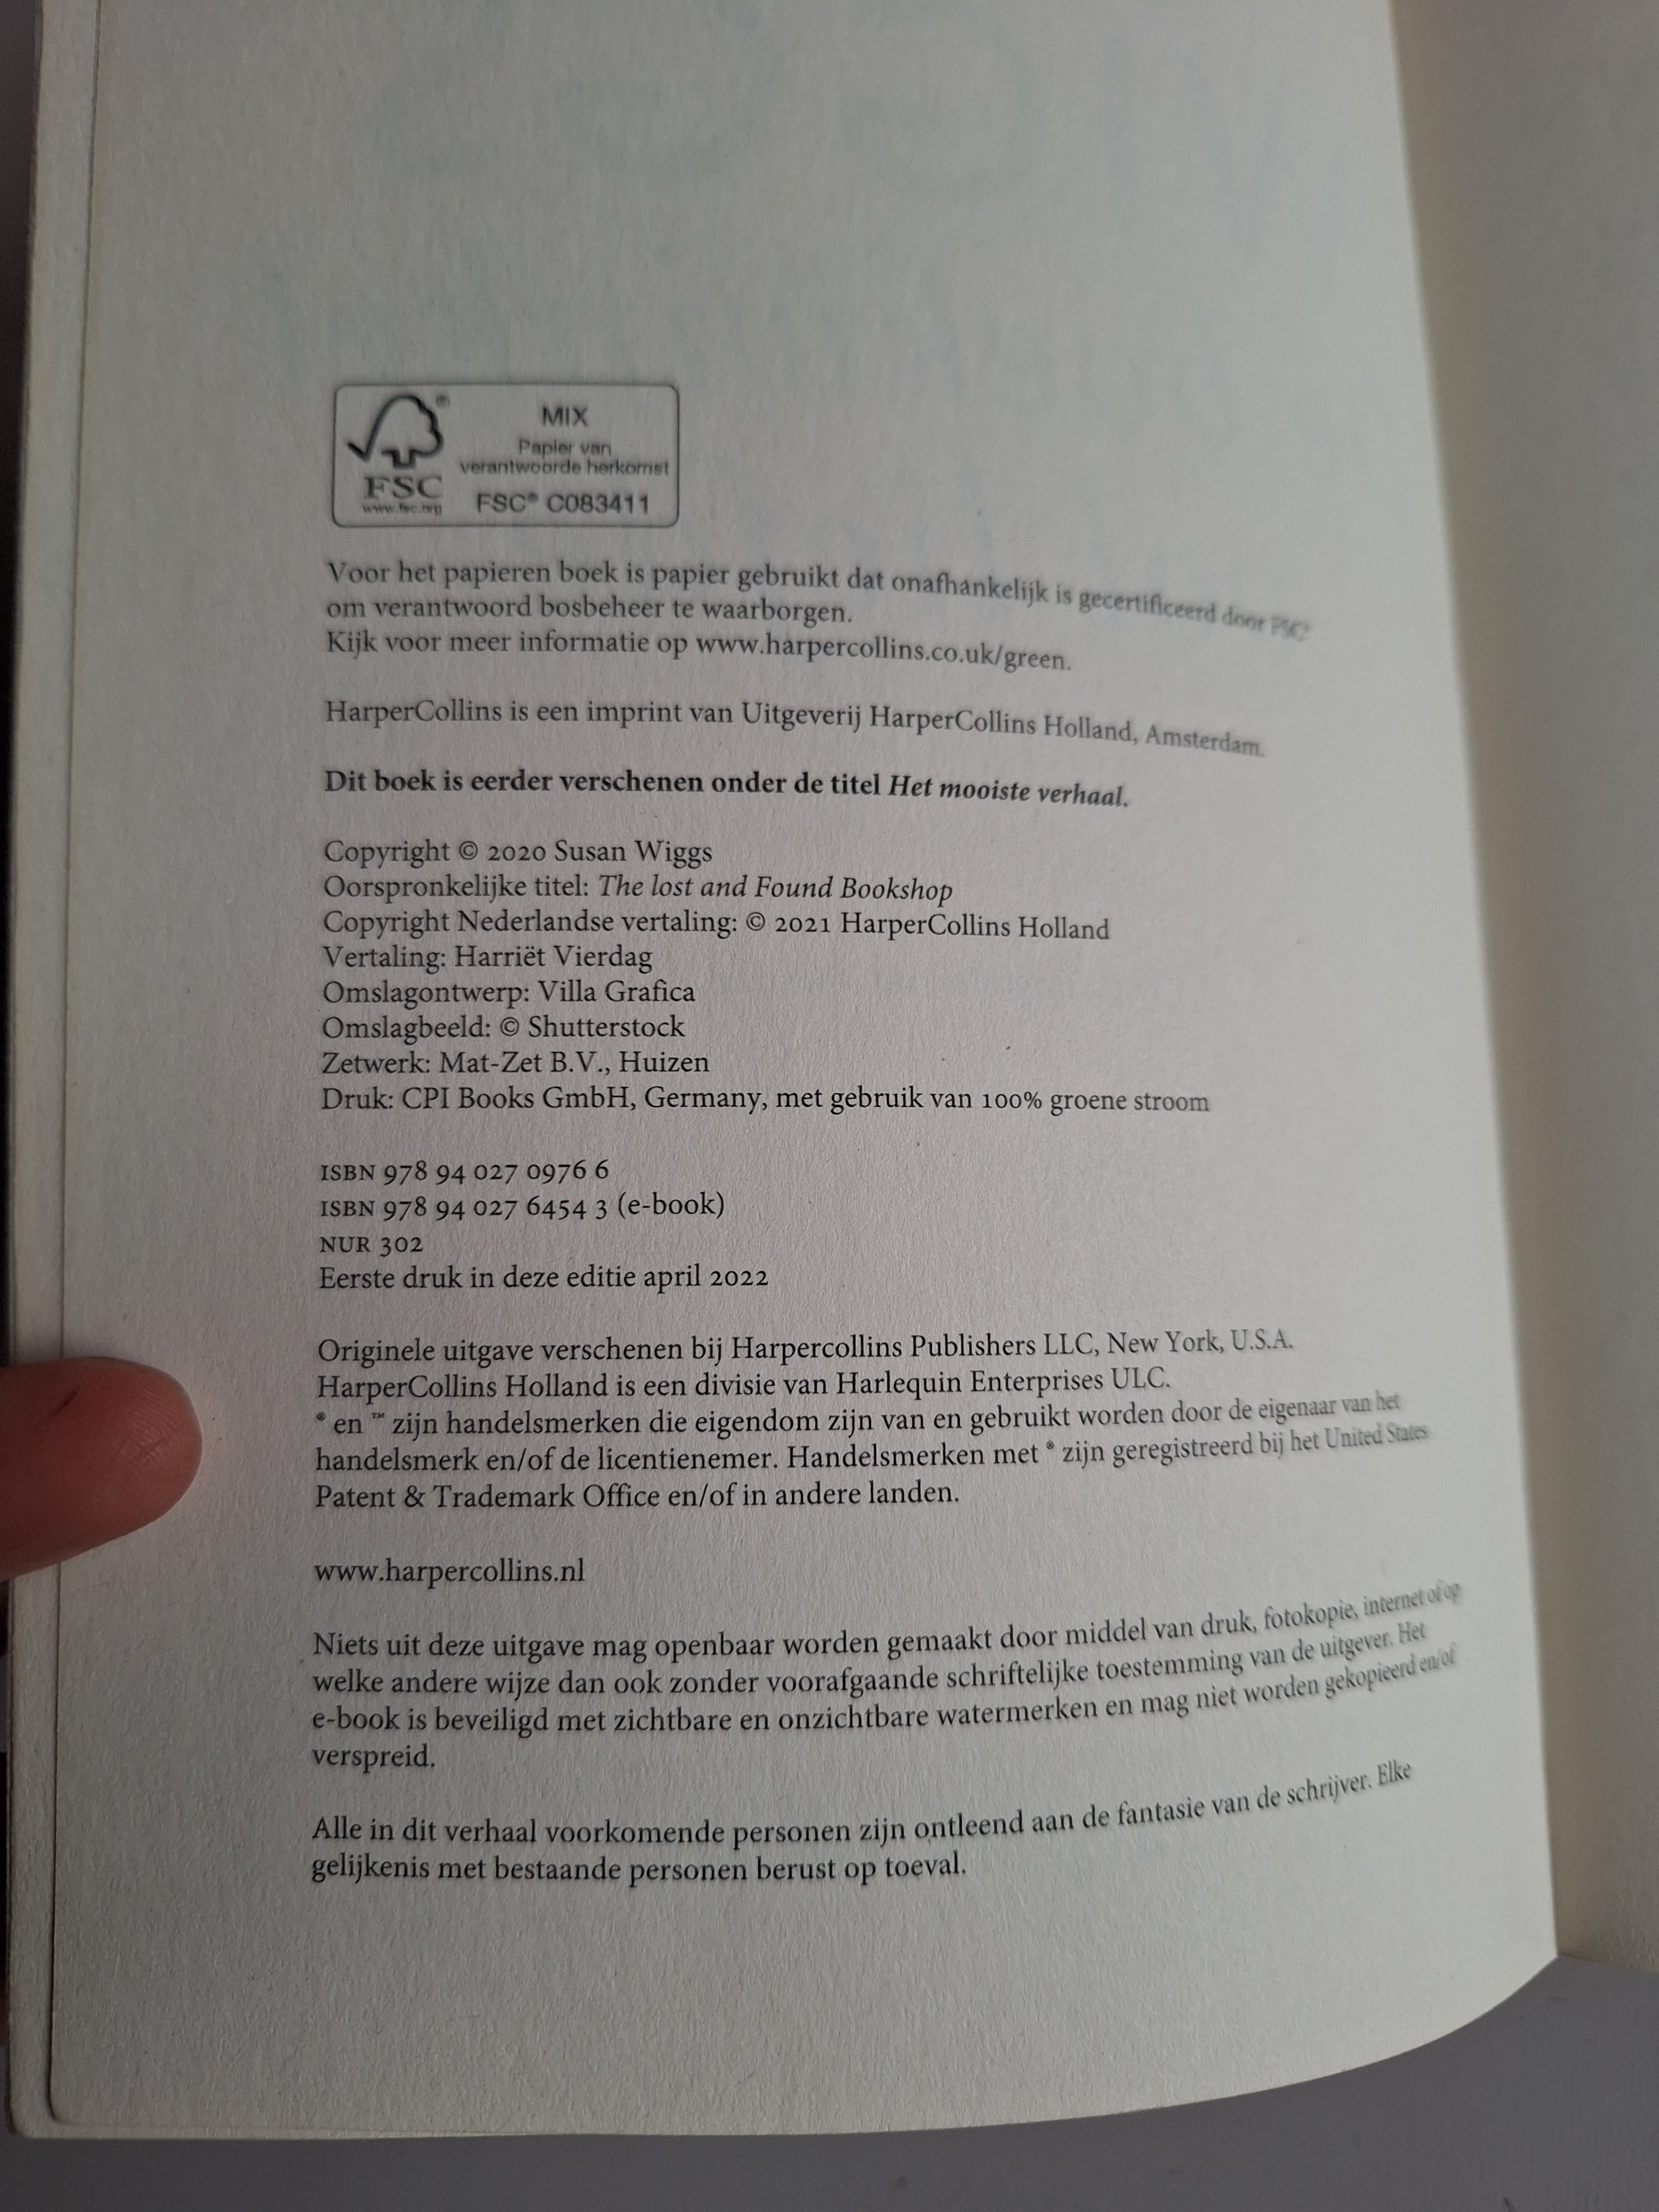 MIX
Papier van
verantwoorde herkomst
FSC® C083411
FSC
www.fsc.org
Voor het papieren boek is papier gebruikt dat onafhankelijk is gecertificeerd door FSC®
om verantwoord bosbeheer te waarborgen.
Kijk voor meer informatie op www.harpercollins.co.uk/green.
HarperCollins is een imprint van Uitgeverij HarperCollins Holland, Amsterdam.
Dit boek is eerder verschenen onder de titel Het mooiste verhaal.
Copyright © 2020 Susan Wiggs
Oorspronkelijke titel: The lost and Found Bookshop
Copyright Nederlandse vertaling: © 2021 HarperCollins Holland
Vertaling: Harriët Vierdag
Omslagontwerp: Villa Grafica
Omslagbeeld: © Shutterstock
Zetwerk: Mat-Zet B.V., Huizen
Druk: CPI Books GmbH, Germany, met gebruik van 100% groene stroom
ISBN 978 94 027 0976 6
ISBN 978 94 027 6454 3 (e-book)
NUR 302
Eerste druk in deze editie april 2022
Originele uitgave verschenen bij Harpercollins Publishers LLC, New York, U.S.A.
HarperCollins Holland is een divisie van Harlequin Enterprises ULC.
® en ™ zijn handelsmerken die eigendom zijn van en gebruikt worden door de eigenaar van het
handelsmerk en/of de licentienemer. Handelsmerken met ® zijn geregistreerd bij het United States
Patent & Trademark Office en/of in andere landen.
www.harpercollins.nl
Niets uit deze uitgave mag openbaar worden gemaakt door middel van druk, fotokopie, internet of op
welke andere wijze dan ook zonder voorafgaande schriftelijke toestemming van de uitgever. Het
e-book is beveiligd met zichtbare en onzichtbare watermerken en mag niet worden gekopieerd en/of
verspreid.
Alle in dit verhaal voorkomende personen zijn ontleend aan de fantasie van de schrijver. Elke
gelijkenis met bestaande personen berust op toeval.